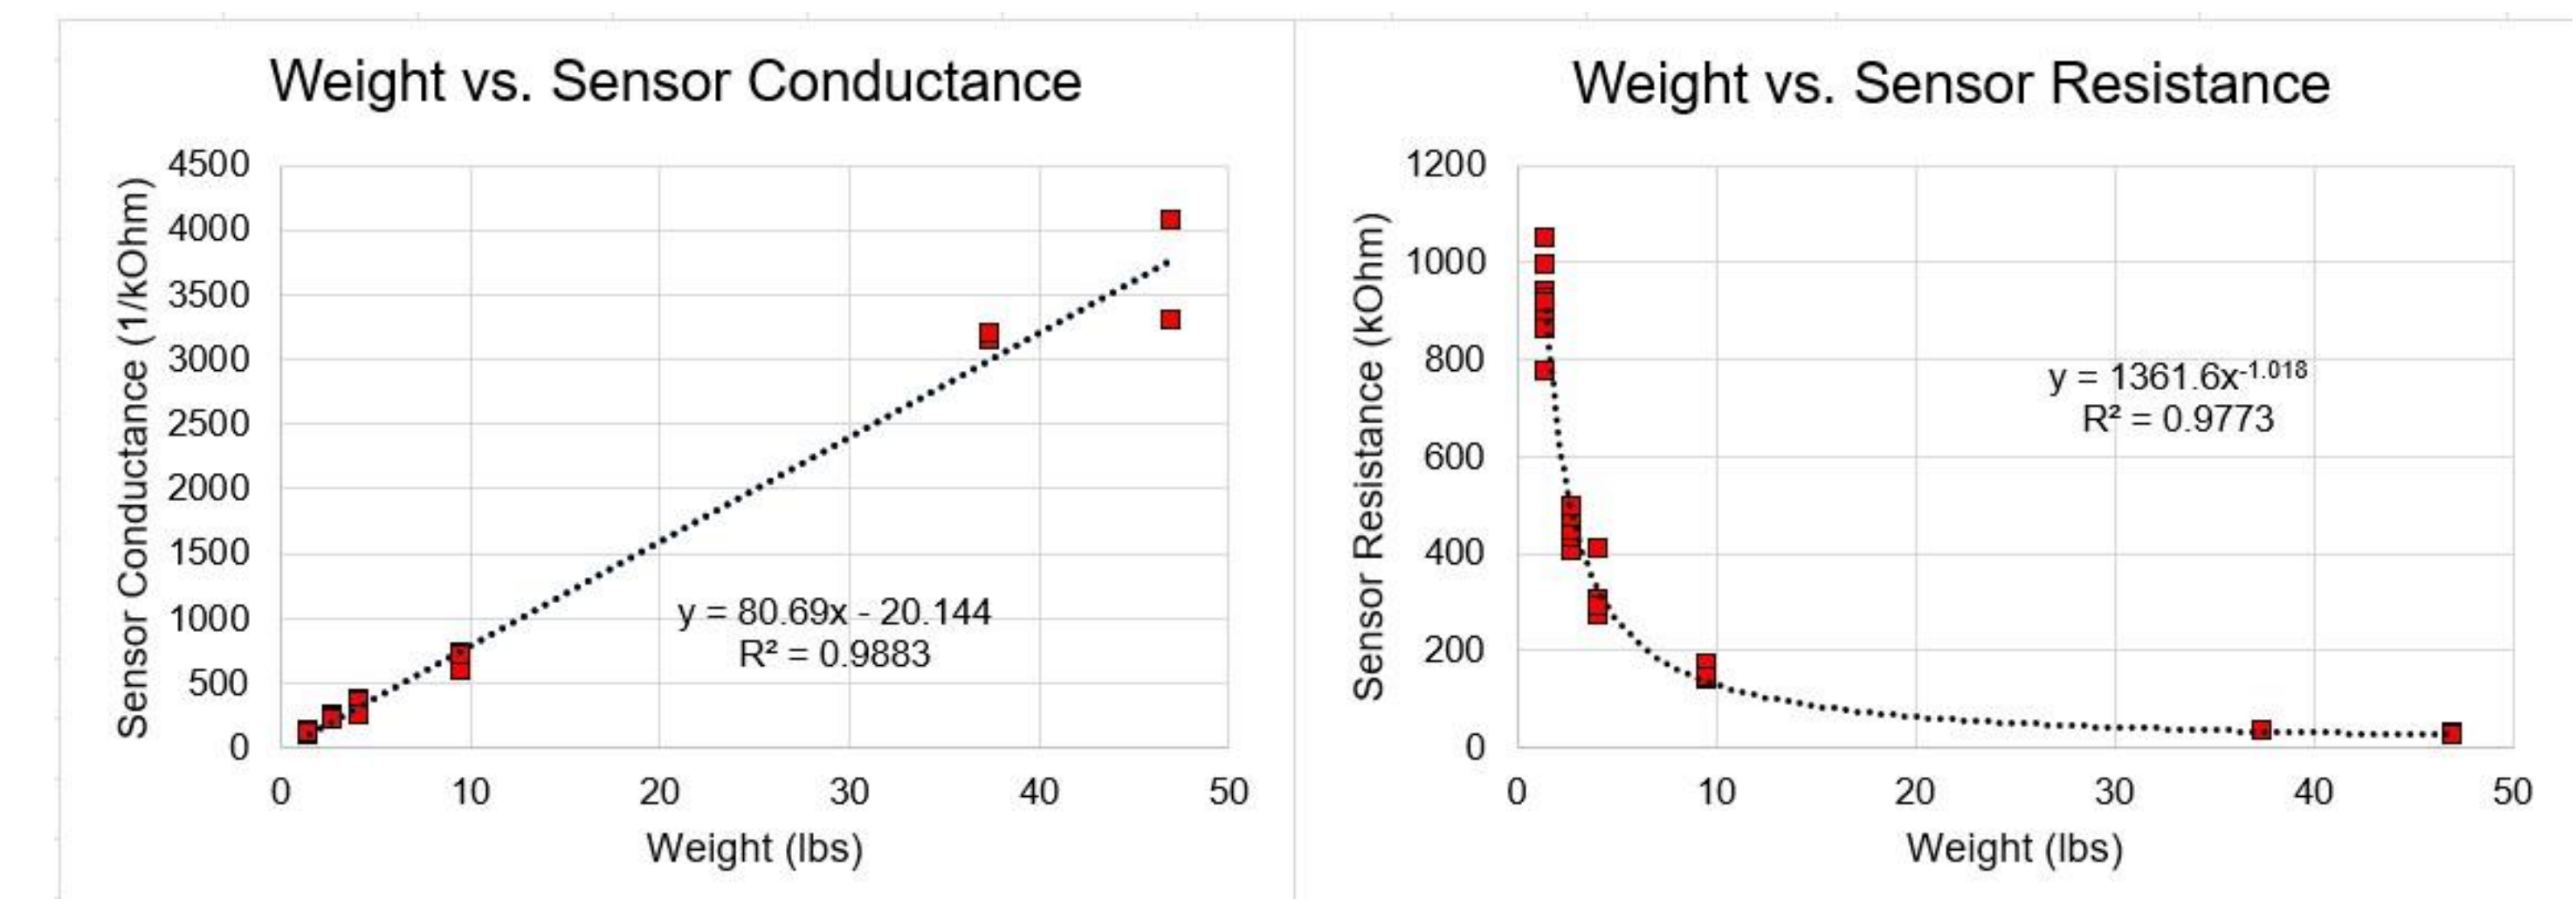 Weight vs. Sensor Conductance
Sensor Conductance (1/kOhm)
4500
4000
3500
3000
2500
2000
1500
1000
500
0
y = 80.69x - 20.144
R² = 0.9883
0 10 20 30 40 50
Weight (lbs)
Weight vs. Sensor Resistance
Sensor Resistance (kOhm)
1200
1000
800
600
400
200
0
y = 1361.6x⁻¹·⁰¹⁸
R² = 0.9773
0 10 20 30 40 50
Weight (lbs)